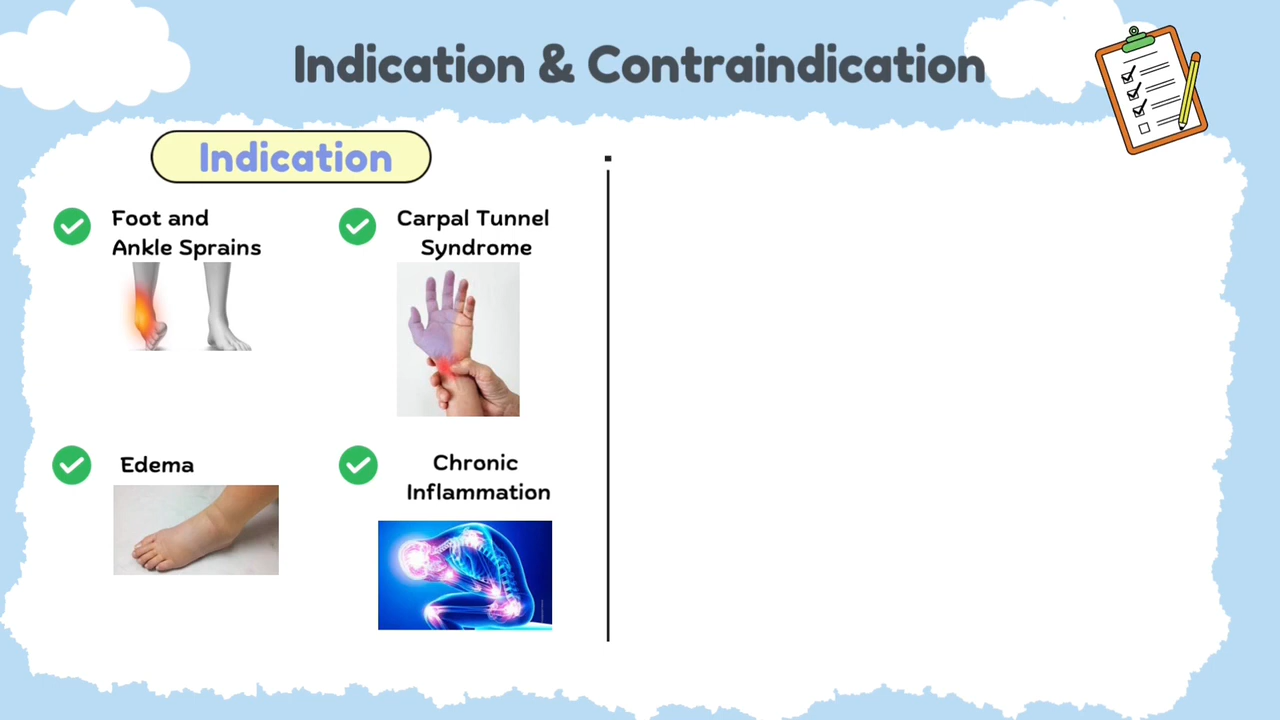 Indication & Contraindication
Indication
Foot and
Ankle Sprains
Carpal Tunnel
Syndrome
Edema
Chronic
Inflammation